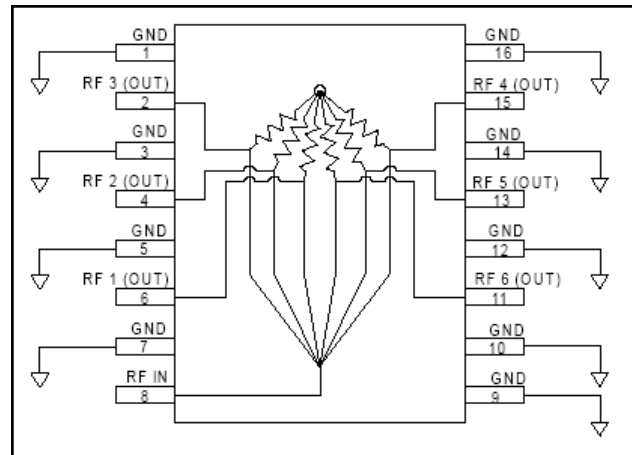 GND
1
RF 3 (OUT)
2
GND
3
RF 2 (OUT)
4
GND
5
RF 1 (OUT)
6
GND
7
RF IN
8
GND
16
RF 4 (OUT)
15
GND
14
RF 5 (OUT)
13
GND
12
RF 6 (OUT)
11
GND
10
GND
9